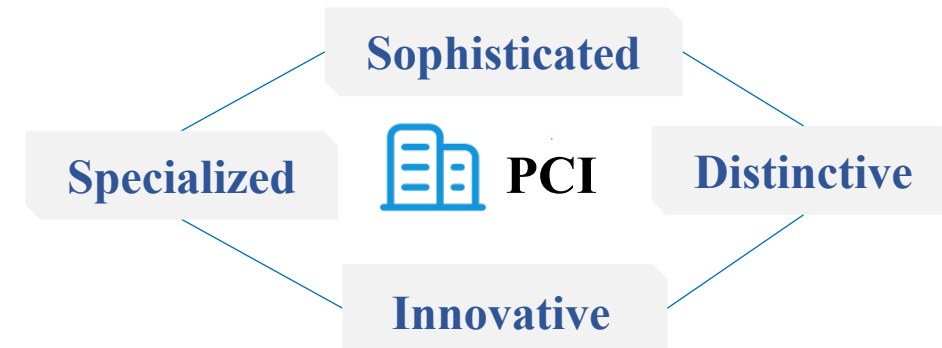 Sophisticated
Specialized
PCI
Distinctive
Innovative